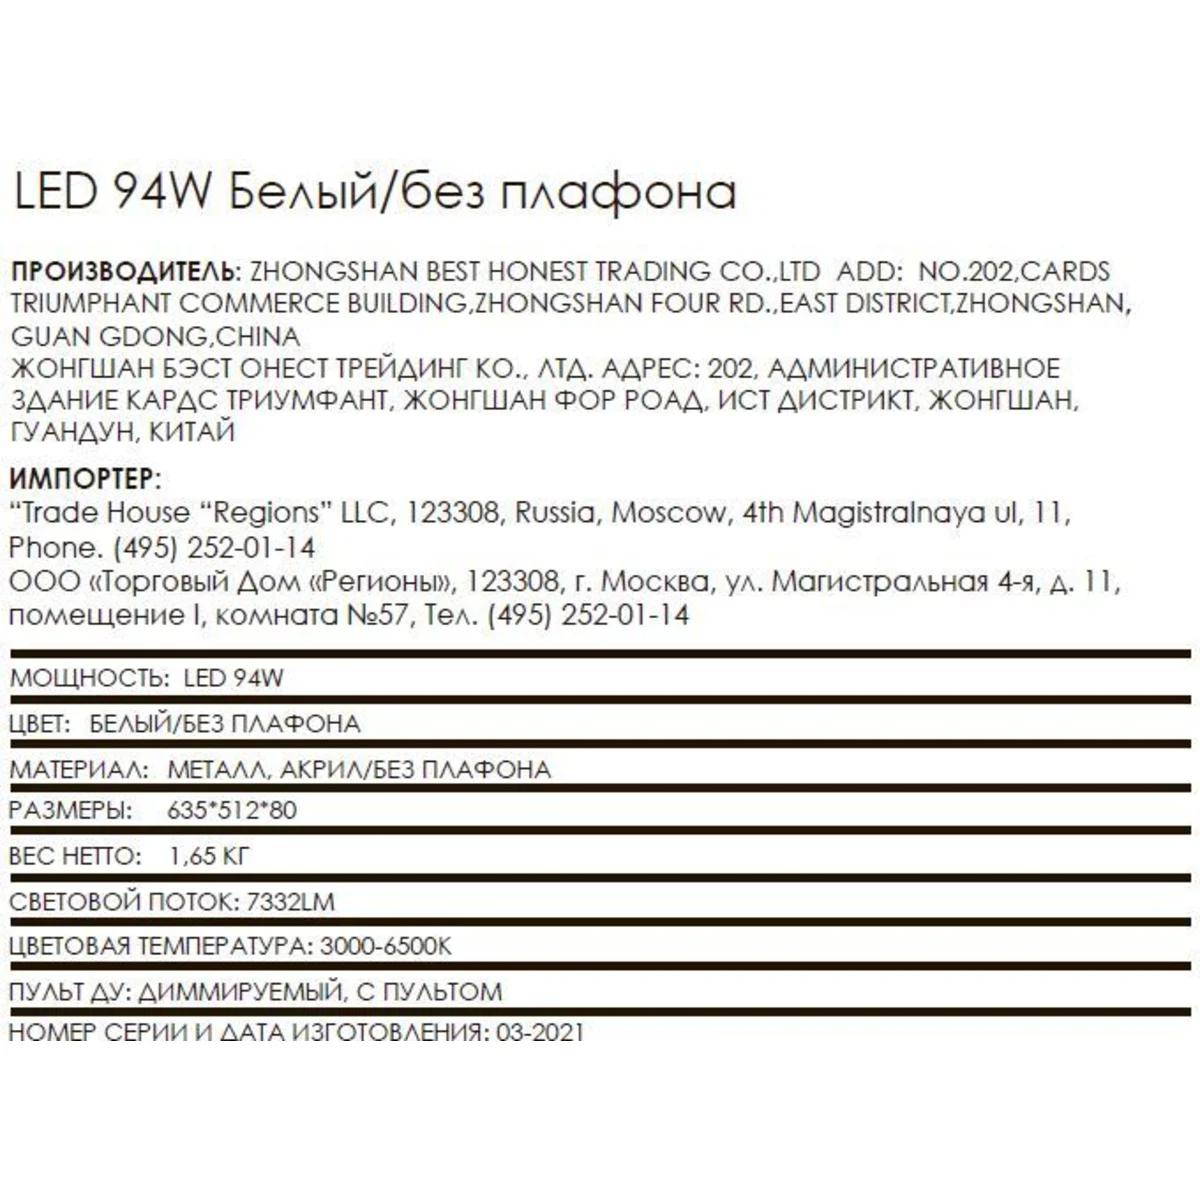 LED 94W Белый/без плафона
ПРОИЗВОДИТЕЛЬ: ZHONGSHAN BEST HONEST TRADING CO.,LTD ADD: NO.202,CARDS
TRIUMPHANT COMMERCE BUILDING,ZHONGSHAN FOUR RD.,EAST DISTRICT,ZHONGSHAN,
GUAN GDONG,CHINA
ЖОНГШАН БЭСТ ОНЕСТ ТРЕЙДИНГ КО., ЛТД. АДРЕС: 202, АДМИНИСТРАТИВНОЕ
ЗДАНИЕ КАРДС ТРИУМФАНТ, ЖОНГШАН ФОР РОАД, ИСТ ДИСТРИКТ, ЖОНГШАН,
ГУАНДУН, КИТАЙ
ИМПОРТЕР:
“Trade House “Regions” LLC, 123308, Russia, Moscow, 4th Magistralnaya ul, 11,
Phone. (495) 252-01-14
ООО «Торговый Дом «Регионы», 123308, г. Москва, ул. Магистральная 4-я, д. 11,
помещение I, комната №57, Тел. (495) 252-01-14
МОЩНОСТЬ: LED 94W
ЦВЕТ: БЕЛЫЙ/БЕЗ ПЛАФОНА
МАТЕРИАЛ: МЕТАЛЛ, АКРИЛ/БЕЗ ПЛАФОНА
РАЗМЕРЫ: 635*512*80
ВЕС НЕТТО: 1,65 КГ
СВЕТОВОЙ ПОТОК: 7332LM
ЦВЕТОВАЯ ТЕМПЕРАТУРА: 3000-6500K
ПУЛЬТ ДУ: ДИММИРУЕМЫЙ, С ПУЛЬТОМ
НОМЕР СЕРИИ И ДАТА ИЗГОТОВЛЕНИЯ: 03-2021